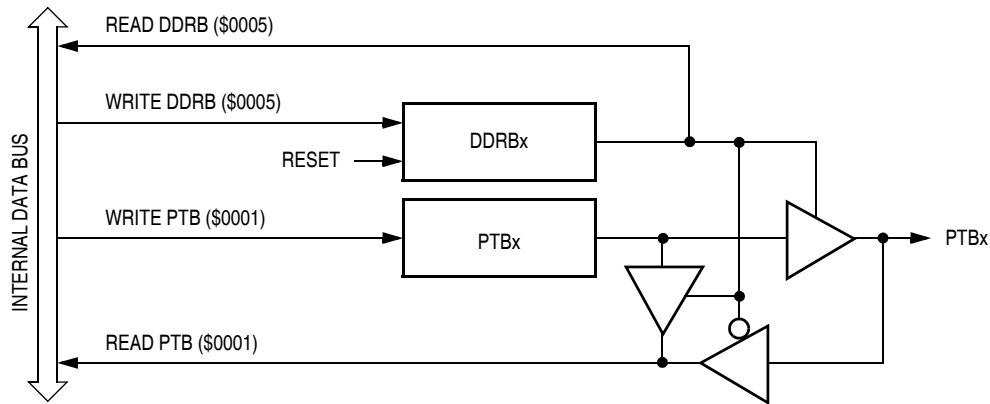 READ DDRB ($0005)
WRITE DDRB ($0005)
DDRBx
RESET
INTERNAL DATA BUS
WRITE PTB ($0001)
PTBx
PTBx
READ PTB ($0001)